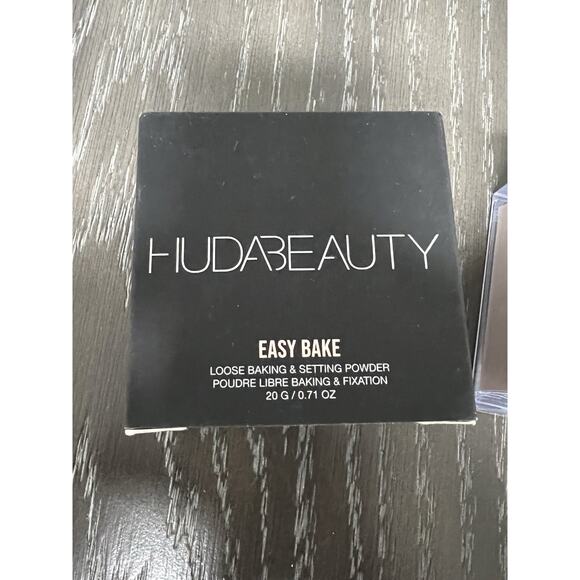 HUDABEAUTY
EASY BAKE
LOOSE BAKING & SETTING POWDER
POUDRE LIBRE BAKING & FIXATION
20 G / 0.71 OZ